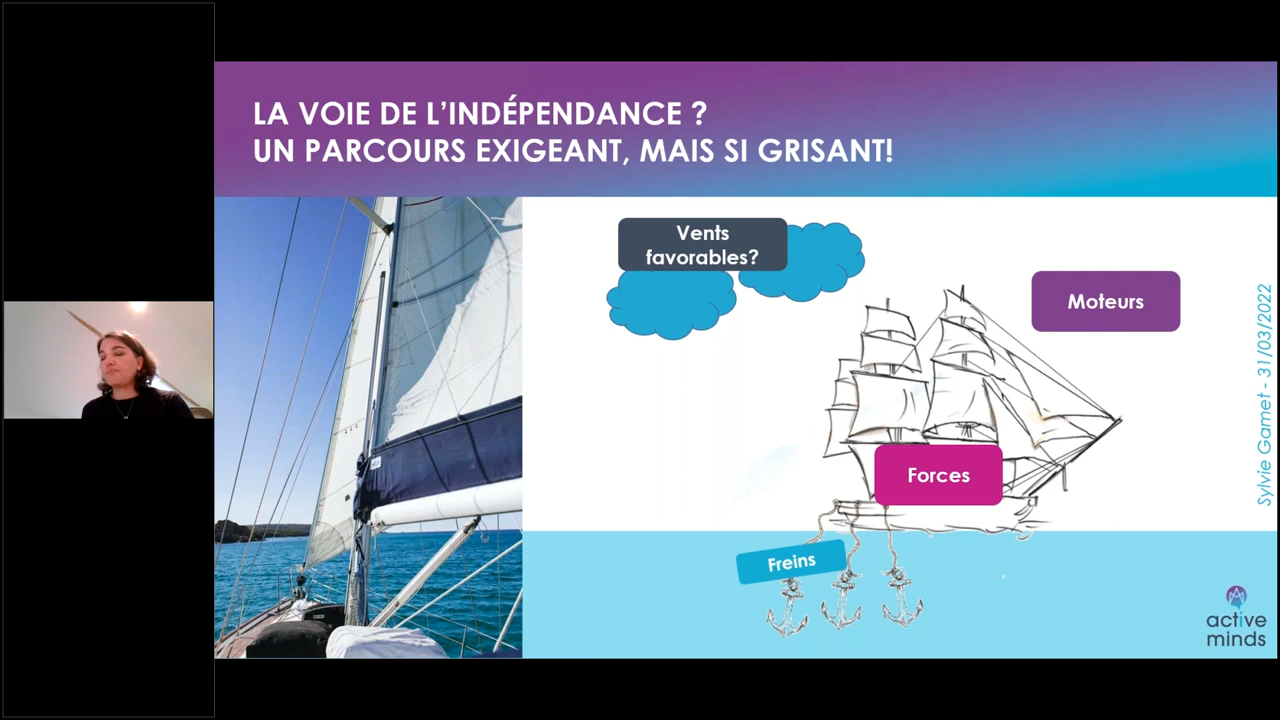 LA VOIE DE L'INDÉPENDANCE ?
UN PARCOURS EXIGEANT, MAIS SI GRISANT!
Vents
favorables?
Moteurs
Forces
Freins
Sylvie Gamet - 31/03/2022
active
minds